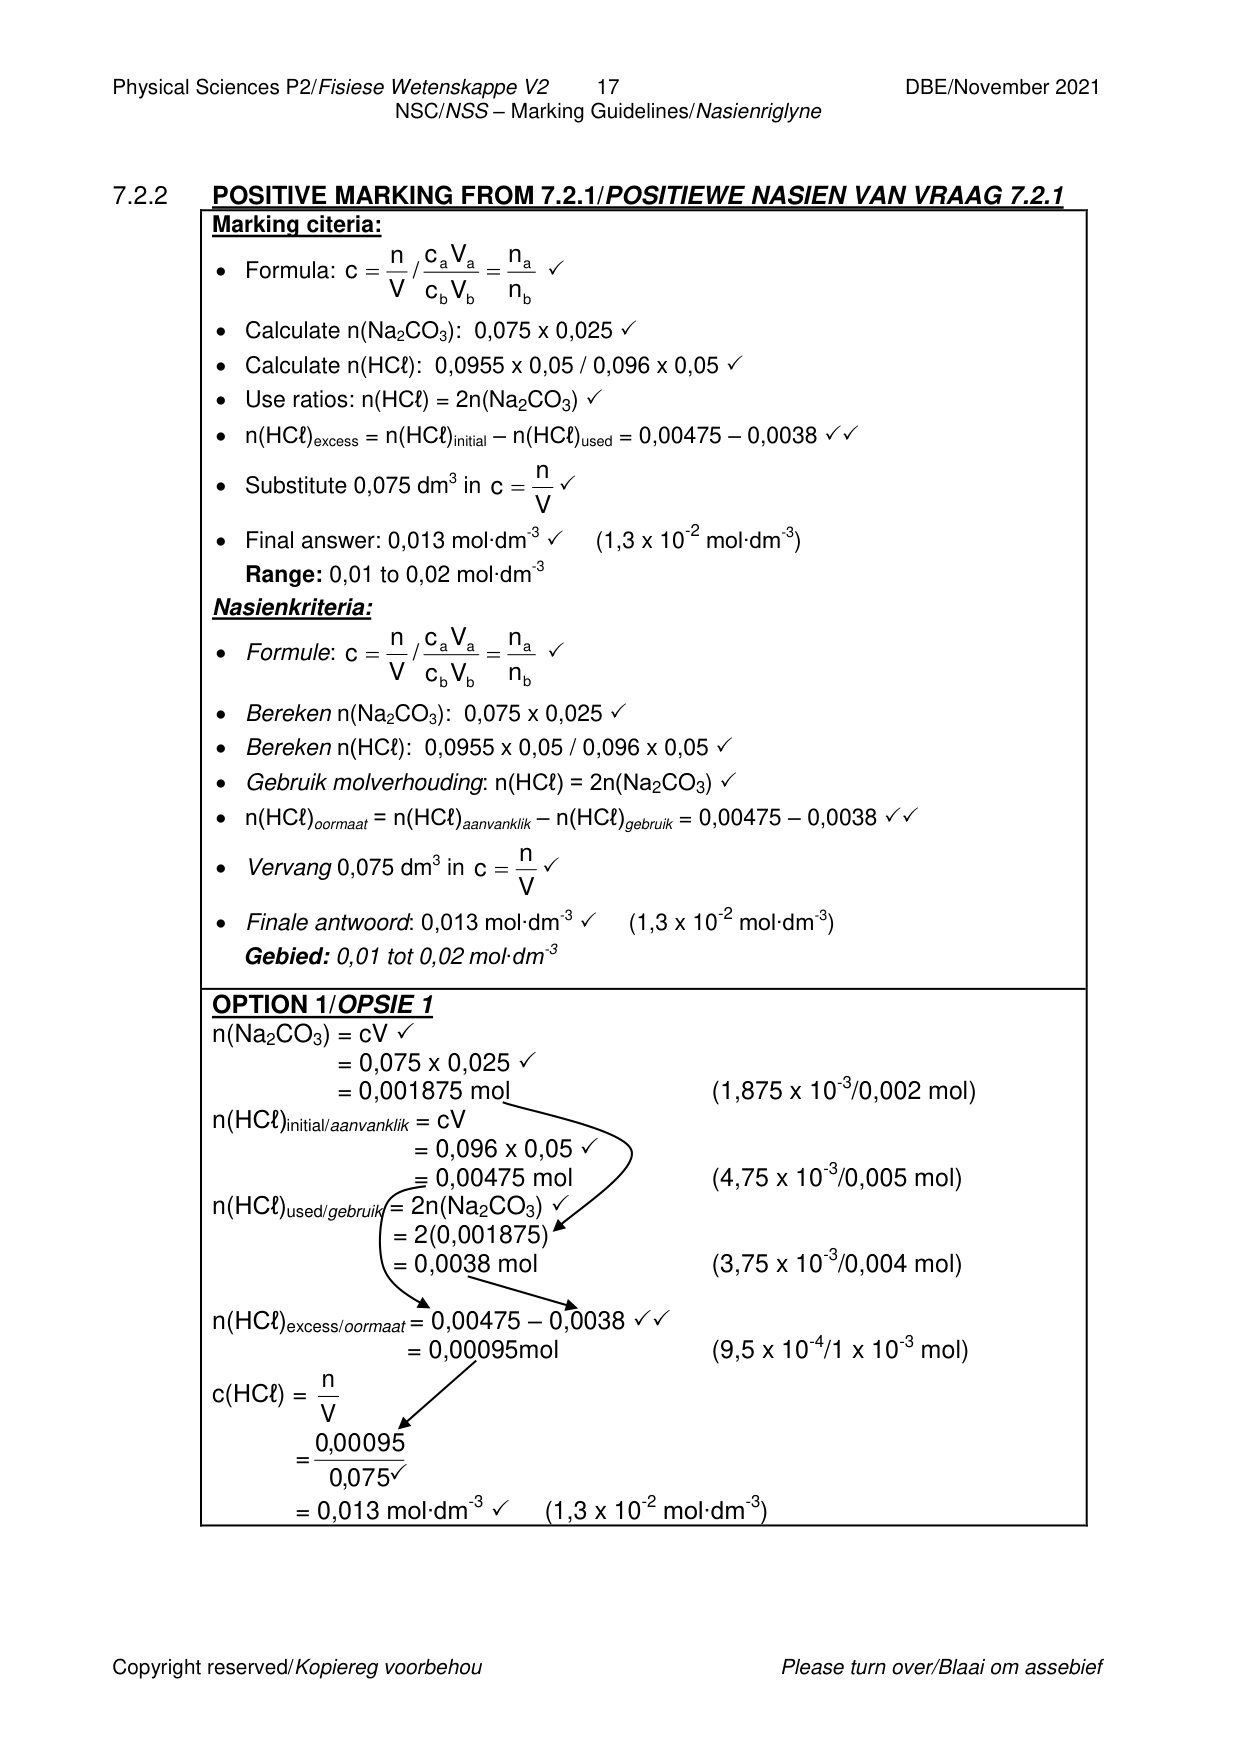 Physical Sciences P2/Fisiese Wetenskappe V2 17 DBE/November 2021
NSC/NSS – Marking Guidelines/Nasienriglyne
7.2.2 POSITIVE MARKING FROM 7.2.1/POSITIEWE NASIEN VAN VRAAG 7.2.1
Marking citeria:
• Formula: c = n/V / cₐVₐ/c_bV_b = nₐ/n_b ✓
• Calculate n(Na₂CO₃): 0,075 x 0,025 ✓
• Calculate n(HCℓ): 0,0955 x 0,05 / 0,096 x 0,05 ✓
• Use ratios: n(HCℓ) = 2n(Na₂CO₃) ✓
• n(HCℓ)excess = n(HCℓ)initial – n(HCℓ)used = 0,00475 – 0,0038 ✓✓
• Substitute 0,075 dm³ in c = n/V ✓
• Final answer: 0,013 mol·dm⁻³ ✓ (1,3 x 10⁻² mol·dm⁻³)
Range: 0,01 to 0,02 mol·dm⁻³
Nasienkriteria:
• Formule: c = n/V / cₐVₐ/c_bV_b = nₐ/n_b ✓
• Bereken n(Na₂CO₃): 0,075 x 0,025 ✓
• Bereken n(HCℓ): 0,0955 x 0,05 / 0,096 x 0,05 ✓
• Gebruik molverhouding: n(HCℓ) = 2n(Na₂CO₃) ✓
• n(HCℓ)oormaat = n(HCℓ)aanvanklik – n(HCℓ)gebruik = 0,00475 – 0,0038 ✓✓
• Vervang 0,075 dm³ in c = n/V ✓
• Finale antwoord: 0,013 mol·dm⁻³ ✓ (1,3 x 10⁻² mol·dm⁻³)
Gebied: 0,01 tot 0,02 mol·dm⁻³
OPTION 1/OPSIE 1
n(Na₂CO₃) = cV ✓
= 0,075 x 0,025 ✓
= 0,001875 mol (1,875 x 10⁻³/0,002 mol)
n(HCℓ)initial/aanvanklik = cV
= 0,096 x 0,05 ✓
= 0,00475 mol (4,75 x 10⁻³/0,005 mol)
n(HCℓ)used/gebruik = 2n(Na₂CO₃) ✓
= 2(0,001875)
= 0,0038 mol (3,75 x 10⁻³/0,004 mol)
n(HCℓ)excess/oormaat = 0,00475 – 0,0038 ✓✓
= 0,00095mol (9,5 x 10⁻⁴/1 x 10⁻³ mol)
c(HCℓ) = n/V
= 0,00095/0,075 ✓
= 0,013 mol·dm⁻³ ✓ (1,3 x 10⁻² mol·dm⁻³)
Copyright reserved/Kopiereg voorbehou Please turn over/Blaai om assebief